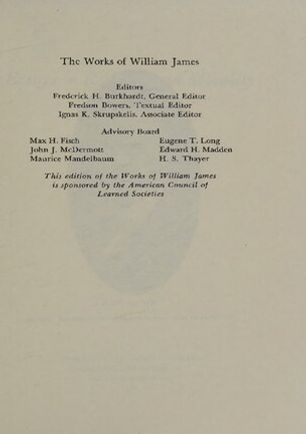 The Works of William James
Editors
Frederick H. Burkhardt, General Editor
Fredson Bowers, Textual Editor
Ignas K. Skrupskelis, Associate Editor
Advisory Board
Max H. Fisch Eugene T. Long
John J. McDermott Edward H. Madden
Maurice Mandelbaum H. S. Thayer
This edition of the Works of William James
is sponsored by the American Council of
Learned Societies